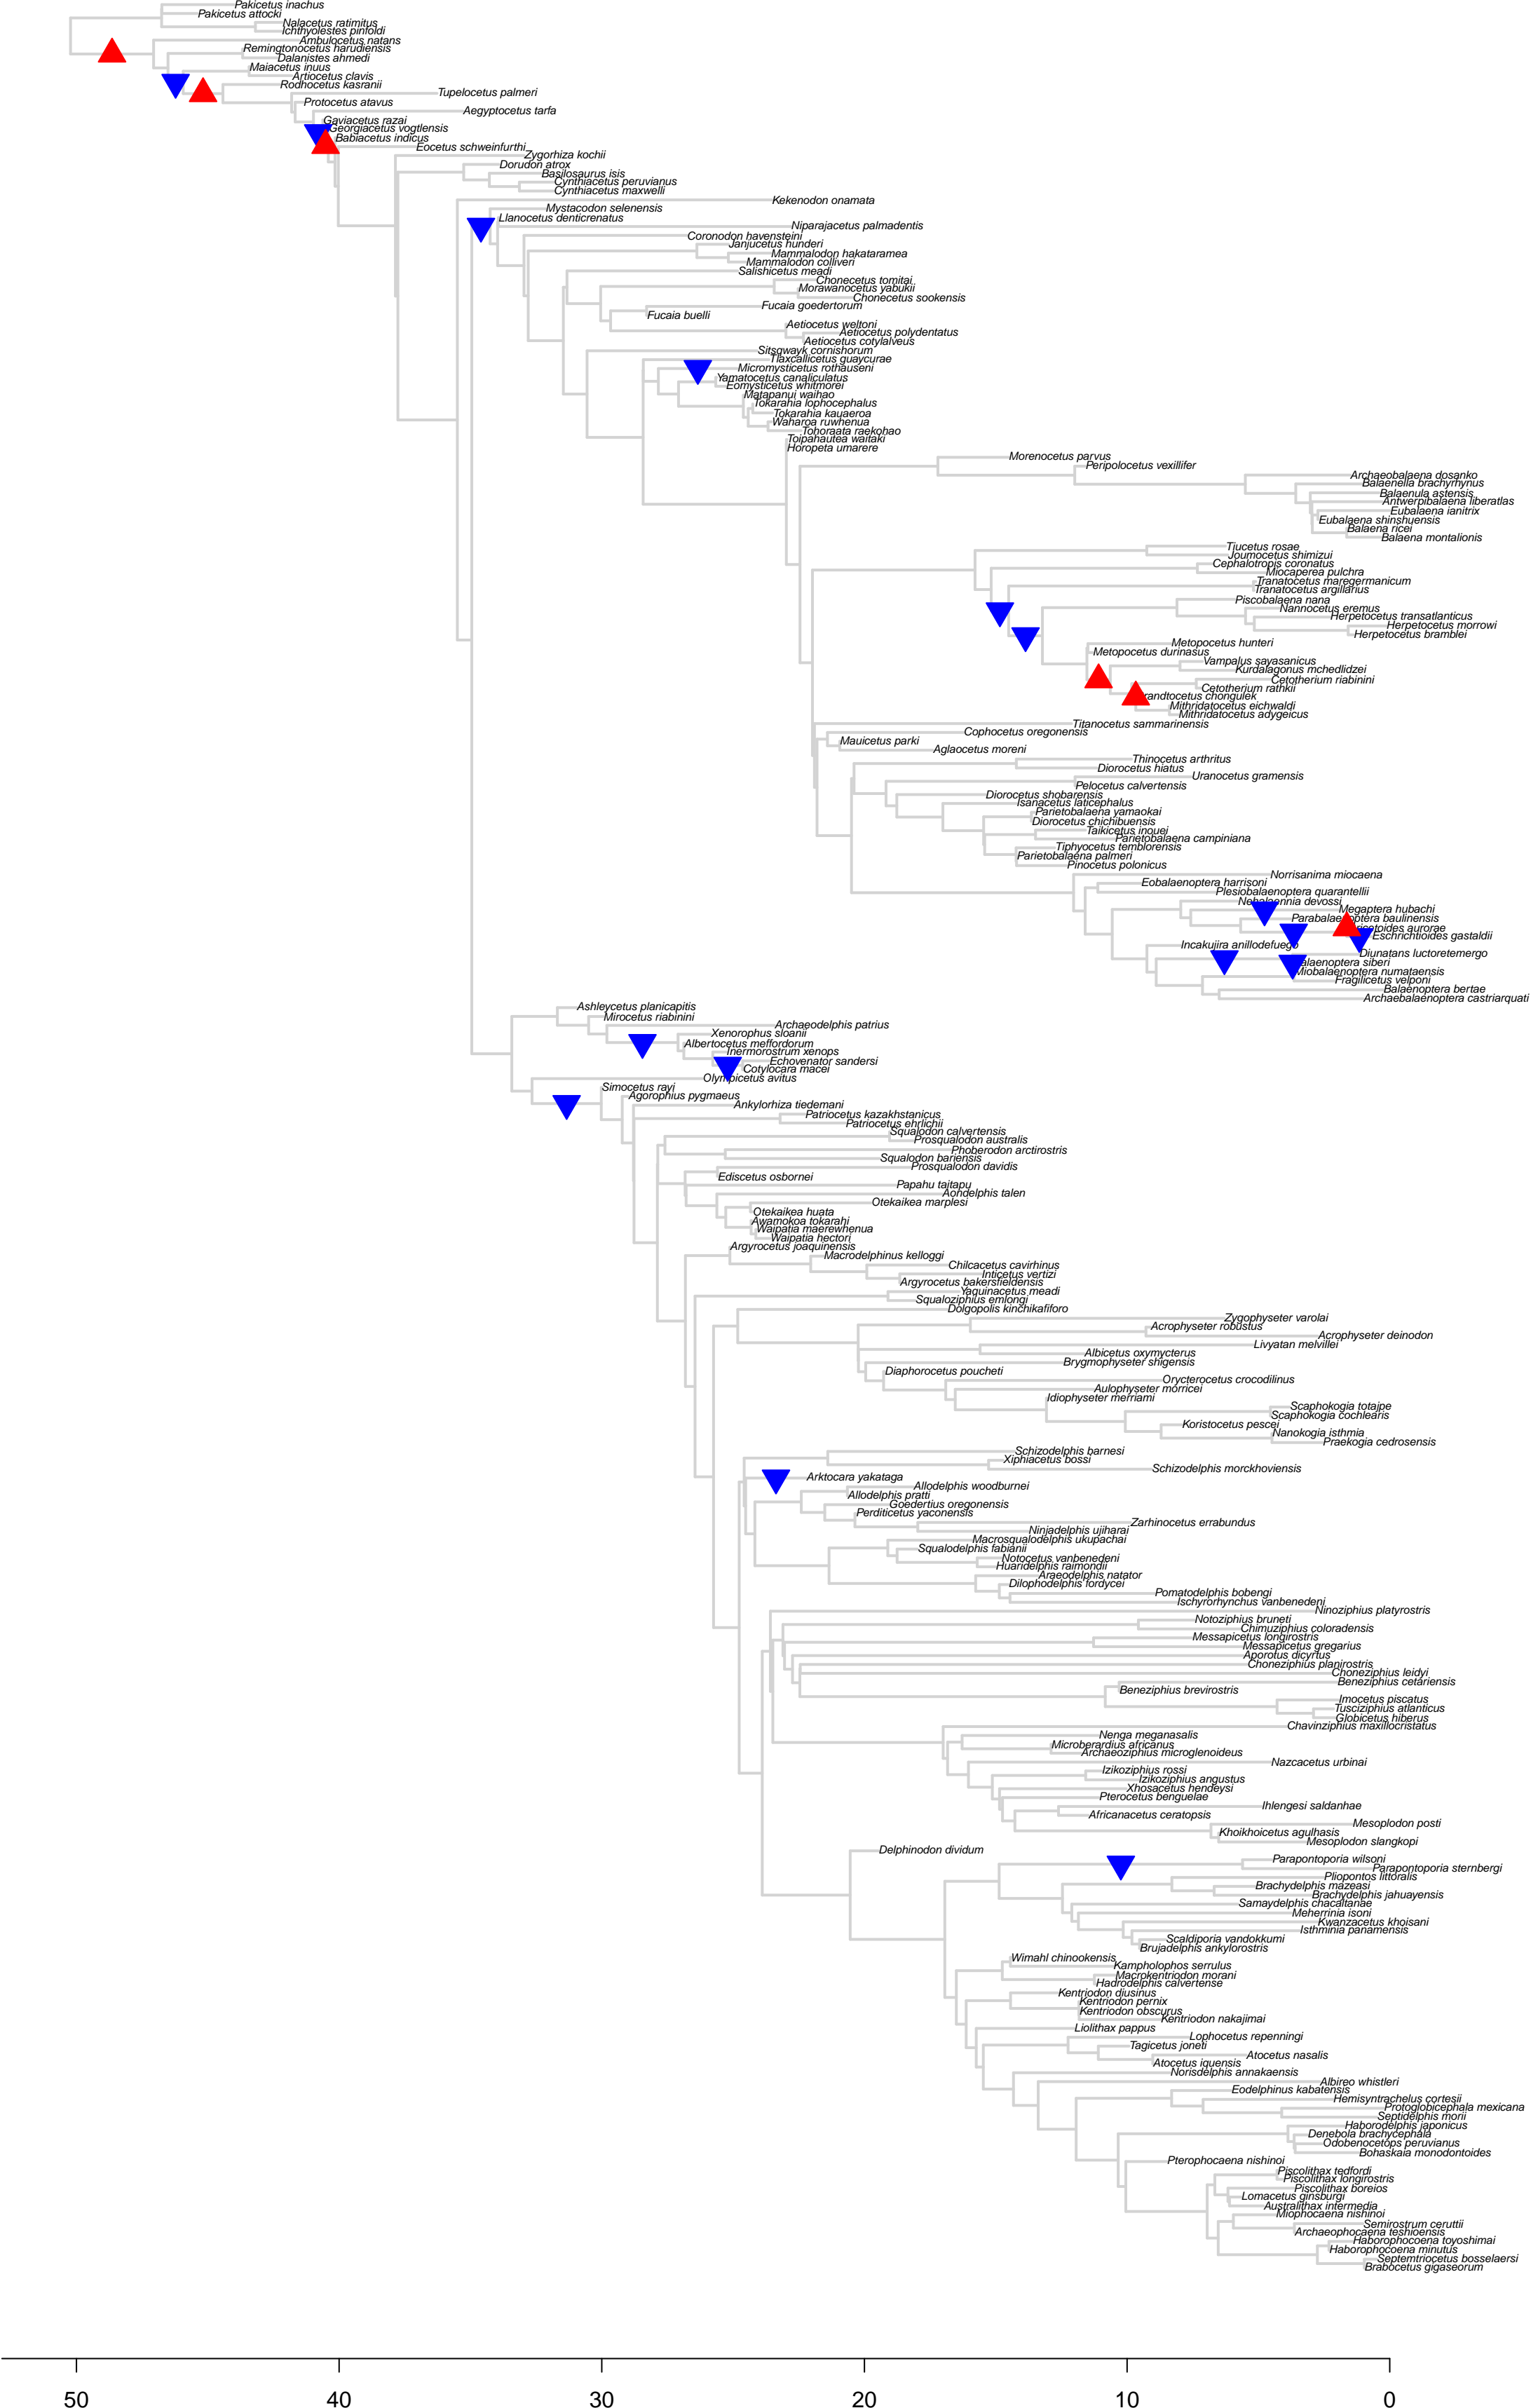 Pakicetus inachus
Pakicetus attocki
Nalacetus ratimitus
Ichthyolestes pinfoldi
Ambulocetus natans
Remingtonocetus harudiensis
Dalanistes ahmedi
Maiacetus inuus
Artiocetus clavis
Rodhocetus kasranii
Tupelocetus palmeri
Protocetus atavus
Aegyptocetus tarfa
Gaviacetus razai
Georgiacetus vogtlensis
Babiacetus indicus
Eocetus schweinfurthi
Zygorhiza kochii
Dorudon atrox
Basilosaurus isis
Cynthiacetus peruvianus
Cynthiacetus maxwelli
Kekenodon onamata
Mystacodon selenensis
Llanocetus denticrenatus
Niparajacetus palmadentis
Coronodon havensteini
Janjucetus hunderi
Mammalodon hakataramea
Mammalodon colliveri
Salishicetus meadi
Chonecetus tomitai
Morawanocetus yabukii
Chonecetus sookensis
Fucaia goedertorum
Fucaia buelli
Aetiocetus weltoni
Aetiocetus polydentatus
Aetiocetus cotylalveus
Sitsqwayk cornishorum
Tlaxcallicetus guaycurae
Micromysticetus rothauseni
Yamatocetus canaliculatus
Eomysticetus whitmorei
Matapanui waihao
Tokarahia lophocephalus
Tokarahia kauaeroa
Waharoa ruwhenua
Tohoraata raekohao
Toipahautea waitaki
Horopeta umarere
Morenocetus parvus
Peripolocetus vexillifer
Archaeobalaena dosanko
Balaenella brachyrhynus
Balaenula astensis
Antwerpibalaena liberatlas
Eubalaena ianitrix
Eubalaena shinshuensis
Balaena ricei
Balaena montalionis
Tiucetus rosae
Joumocetus shimizui
Cephalotropis coronatus
Miocaperea pulchra
Tranatocetus maregermanicum
Tranatocetus argillarius
Piscobalaena nana
Nannocetus eremus
Herpetocetus transatlanticus
Herpetocetus morrowi
Herpetocetus bramblei
Metopocetus hunteri
Metopocetus durinasus
Vampalus sayasanicus
Kurdalagonus mchedlidzei
Cetotherium riabinini
Cetotherium rathkii
randtocetus chongulek
Mithridatocetus eichwaldi
Mithridatocetus adygeicus
Titanocetus sammarinensis
Cophocetus oregonensis
Mauicetus parki
Aglaocetus moreni
Thinocetus arthritus
Diorocetus hiatus
Uranocetus gramensis
Pelocetus calvertensis
Diorocetus shobarensis
Isanacetus laticephalus
Parietobalaena yamaokai
Diorocetus chichibuensis
Taikicetus inouei
Parietobalaena campiniana
Tiphyocetus temblorensis
Parietobalaena palmeri
Pinocetus polonicus
Norrisanima miocaena
Eobalaenoptera harrisoni
Plesiobalaenoptera quarantellii
Nehalaennia devossi
Megaptera hubachi
Parabalaenoptera baulinensis
aurorae
Eschrichtioides gastaldii
Incakujira anillodefuego
Diunatans luctoretemergo
alaenoptera siberi
Miobalaenoptera numataensis
Fragilicetus velponi
Balaenoptera bertae
Archaebalaenoptera castriarquati
Ashleycetus planicapitis
Mirocetus riabinini
Archaeodelphis patrius
Xenorophus sloanii
Albertocetus meffordorum
Inermorostrum xenops
Echovenator sandersi
Cotylocara macei
Olympicetus avitus
Simocetus rayi
Agorophius pygmaeus
Ankylorhiza tiedemani
Patriocetus kazakhstanicus
Patriocetus ehrlichii
Squalodon calvertensis
Prosqualodon australis
Phoberodon arctirostris
Squalodon bariensis
Prosqualodon davidis
Ediscetus osbornei
Papahu taitapu
Aondelphis talen
Otekaikea marplesi
Otekaikea huata
Awamokoa tokarahi
Waipatia maerewhenua
Waipatia hectori
Argyrocetus joaquinensis
Macrodelphinus kelloggi
Chilcacetus cavirhinus
Inticetus vertizi
Argyrocetus bakersfieldensis
Yaquinacetus meadi
Squaloziphius emlongi
Dolgopolis kinchikafiforo
Zygophyseter varolai
Acrophyseter robustus
Acrophyseter deinodon
Livyatan melvillei
Albicetus oxymycterus
Brygmophyseter shigensis
Diaphorocetus poucheti
Orycterocetus crocodilinus
Aulophyseter morricei
Idiophyseter merriami
Scaphokogia totajpe
Scaphokogia cochlearis
Koristocetus pescei
Nanokogia isthmia
Praekogia cedrosensis
Schizodelphis barnesi
Xiphiacetus bossi
Schizodelphis morckhoviensis
Arktocara yakataga
Allodelphis woodburnei
Allodelphis pratti
Goedertius oregonensis
Perditicetus yaconensis
Zarhinocetus errabundus
Ninjadelphis ujiharai
Macrosqualodelphis ukupachai
Squalodelphis fabianii
Notocetus vanbenedeni
Huaridelphis raimondii
Araeodelphis natator
Dilophodelphis fordycei
Pomatodelphis bobengi
Ischyrorhynchus vanbenedeni
Ninoziphius platyrostris
Notoziphius bruneti
Chimuziphius coloradensis
Messapicetus longirostris
Messapicetus gregarius
Aporotus dicyrtus
Choneziphius planirostris
Choneziphius leidyi
Beneziphius cetariensis
Beneziphius brevirostris
Imocetus piscatus
Tusciziphius atlanticus
Globicetus hiberus
Chavinziphius maxillocristatus
Nenga meganasalis
Microberardius africanus
Archaeoziphius microglenoideus
Nazcacetus urbinai
Izikoziphius rossi
Izikoziphius angustus
Xhosacetus hendeysi
Pterocetus benguelae
Ihlengesi saldanhae
Africanacetus ceratopsis
Mesoplodon posti
Khoikhoicetus agulhasis
Mesoplodon slangkopi
Delphinodon dividum
Parapontoporia wilsoni
Parapontoporia sternbergi
Pliopontos littoralis
Brachydelphis mazeasi
Brachydelphis jahuayensis
Samaydelphis chacaltanae
Meherrinia isoni
Kwanzacetus khoisani
Isthminia panamensis
Scaldiporia vandokkumi
Brujadelphis ankylorostris
Wimahl chinookensis
Kampholophos serrulus
Macrokentriodon morani
Hadrodelphis calvertense
Kentriodon diusinus
Kentriodon pernix
Kentriodon obscurus
Kentriodon nakajimai
Liolithax pappus
Lophocetus repenningi
Tagicetus joneti
Atocetus nasalis
Atocetus iquensis
Norisdelphis annakaensis
Albireo whistleri
Eodelphinus kabatensis
Hemisyntrachelus cortesii
Protoglobicephala mexicana
Septidelphis morii
Haborodelphis japonicus
Denebola brachycephala
Odobenocetops peruvianus
Bohaskaia monodontoides
Pterophocaena nishinoi
Piscolithax tedfordi
Piscolithax longirostris
Piscolithax boreios
Lomacetus ginsburgi
Australithax intermedia
Miophocaena nishinoi
Semirostrum ceruttii
Archaeophocaena teshioensis
Haborophocoena toyoshimai
Haborophocoena minutus
Septemtriocetus bosselaersi
Brabocetus gigaseorum
50 40 30 20 10 0